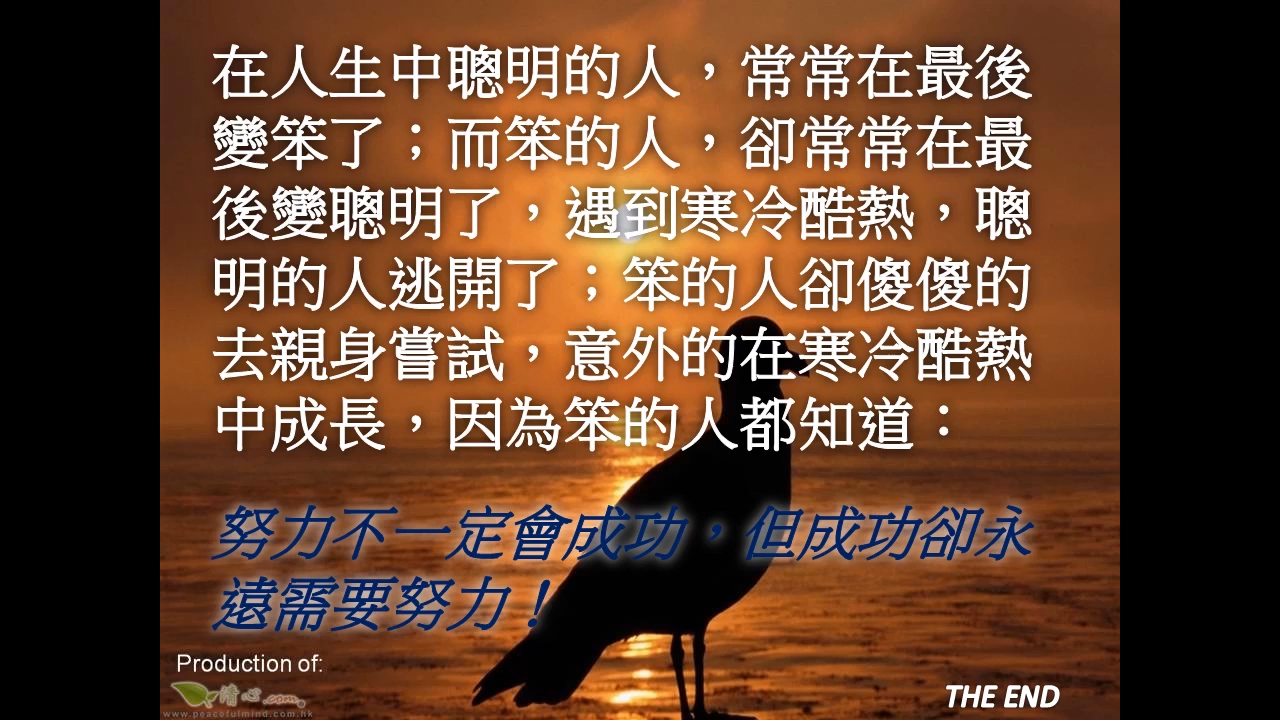 在人生中聰明的人，常常在最後
變笨了；而笨的人，卻常常在最
後變聰明了，遇到寒冷酷熱，聰
明的人逃開了；笨的人卻傻傻的
去親身嘗試，意外的在寒冷酷熱
中成長，因為笨的人都知道：
努力不一定會成功，但成功卻永
遠需要努力！
Production of:
清心.com.
www.peacefulmind.com.hk
THE END